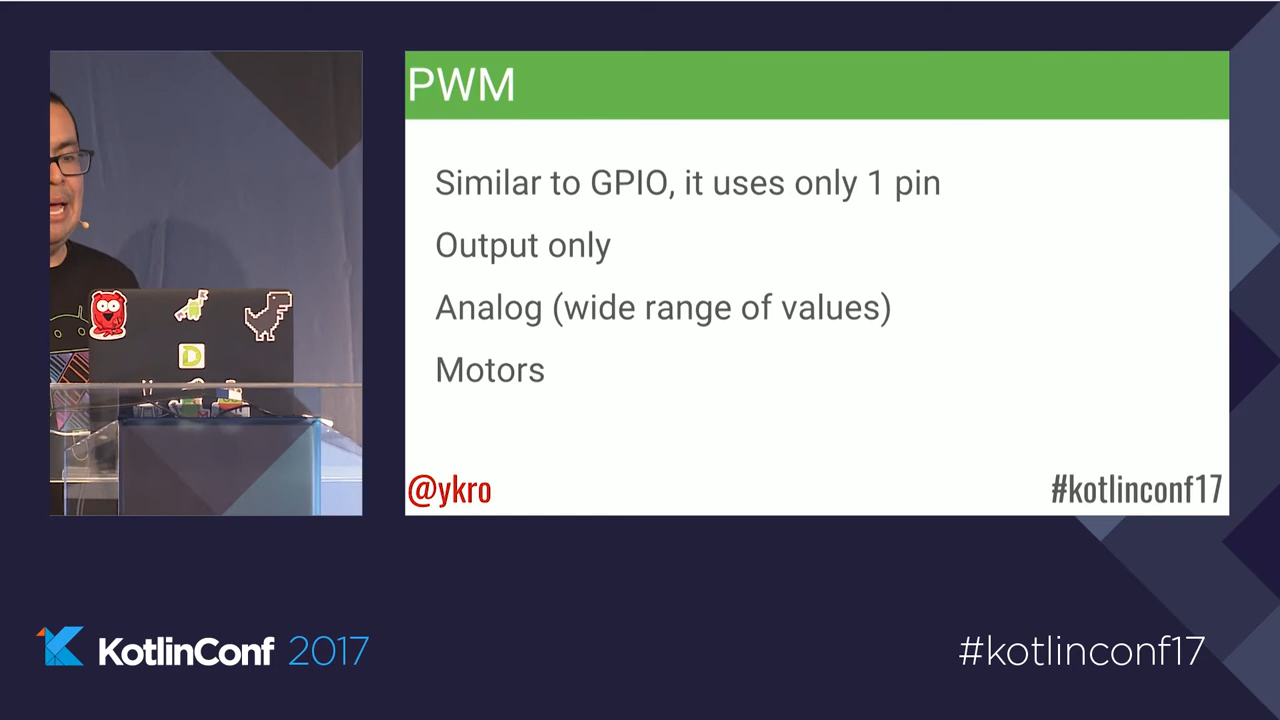 PWM
Similar to GPIO, it uses only 1 pin
Output only
Analog (wide range of values)
Motors
@ykro
#kotlinconf17
KotlinConf 2017
#kotlinconf17